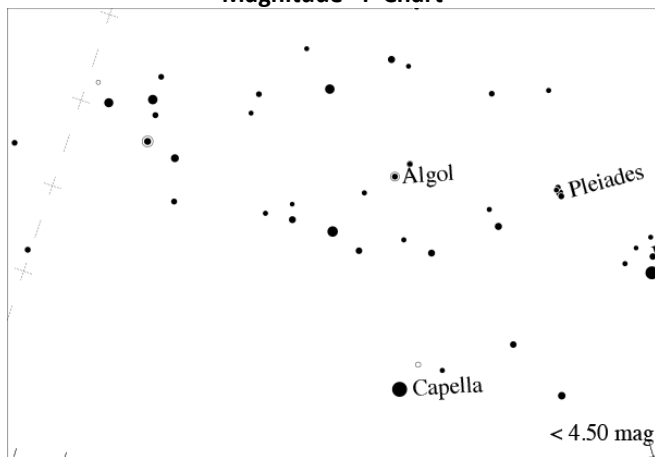 Magnitude 4 Chart
Algol
Pleiades
Capella
< 4.50 mag